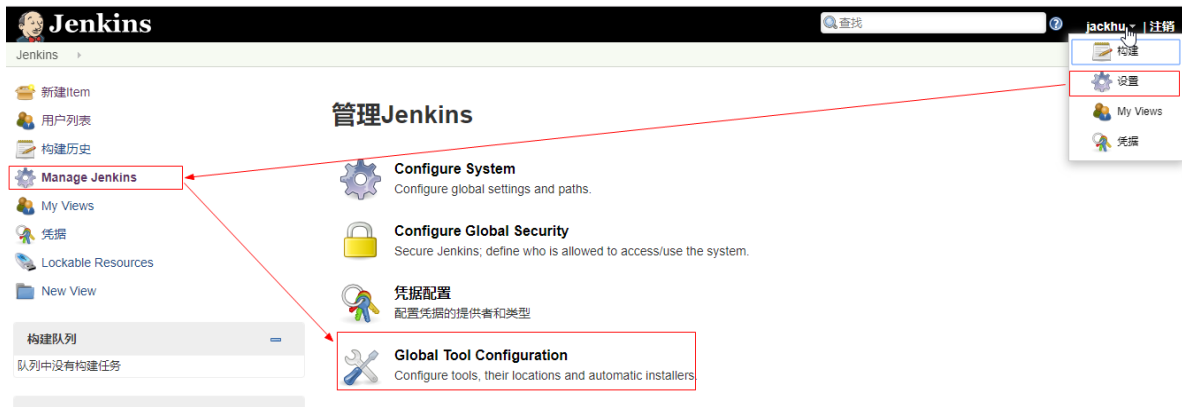 Jenkins
查找
jackhu | 注销
Jenkins
构建
设置
My Views
凭据
新建Item
用户列表
构建历史
Manage Jenkins
My Views
凭据
Lockable Resources
New View
构建队列
队列中没有构建任务
管理Jenkins
Configure System
Configure global settings and paths.
Configure Global Security
Secure Jenkins; define who is allowed to access/use the system.
凭据配置
配置凭据的提供者和类型
Global Tool Configuration
Configure tools, their locations and automatic installers.